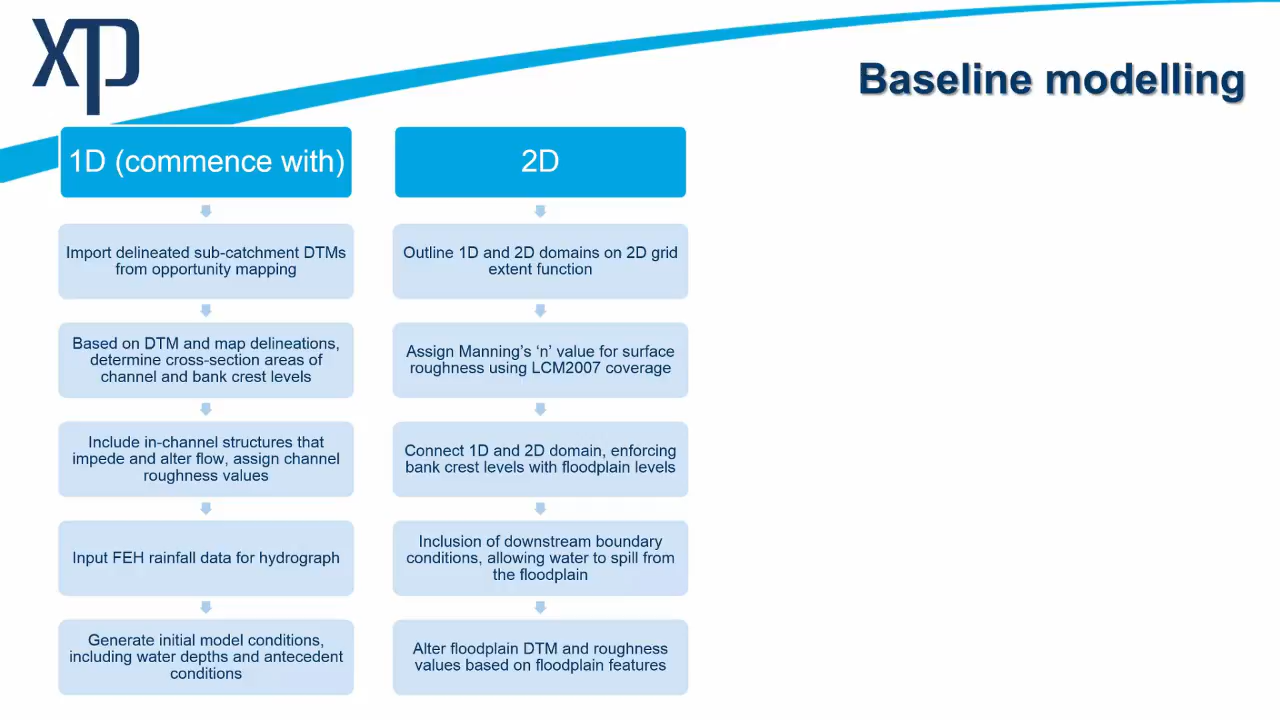 xp
Baseline modelling
1D (commence with)
Import delineated sub-catchment DTMs
from opportunity mapping
Based on DTM and map delineations,
determine cross-section areas of
channel and bank crest levels
Include in-channel structures that
impede and alter flow, assign channel
roughness values
Input FEH rainfall data for hydrograph
Generate initial model conditions,
including water depths and antecedent
conditions
2D
Outline 1D and 2D domains on 2D grid
extent function
Assign Manning’s ‘n’ value for surface
roughness using LCM2007 coverage
Connect 1D and 2D domain, enforcing
bank crest levels with floodplain levels
Inclusion of downstream boundary
conditions, allowing water to spill from
the floodplain
Alter floodplain DTM and roughness
values based on floodplain features